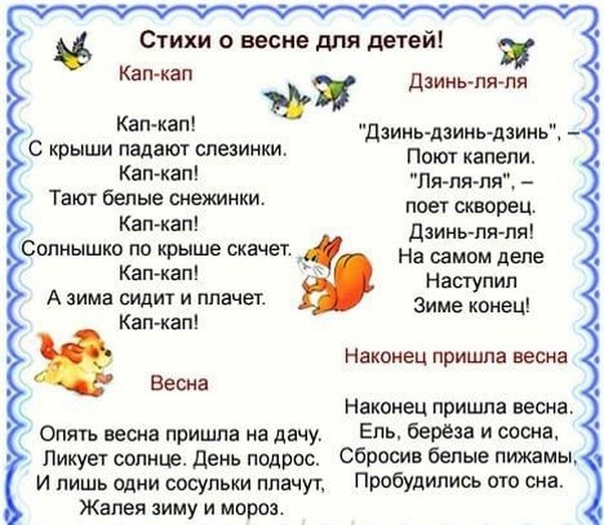 Стихи о весне для детей!
Кап-кап
Кап-кап!
С крыши падают слезинки.
Кап-кап!
Тают белые снежинки.
Кап-кап!
Солнышко по крыше скачет.
Кап-кап!
А зима сидит и плачет.
Кап-кап!
Дзинь-ля-ля
"Дзинь-дзинь-дзинь", –
Поют капели.
"Ля-ля-ля", –
поет скворец.
Дзинь-ля-ля!
На самом деле
Наступил
Зиме конец!
Весна
Опять весна пришла на дачу.
Ликует солнце. День подрос.
И лишь одни сосульки плачут,
Жалея зиму и мороз.
Наконец пришла весна
Наконец пришла весна.
Ель, берёза и сосна,
Сбросив белые пижамы,
Пробудились ото сна.